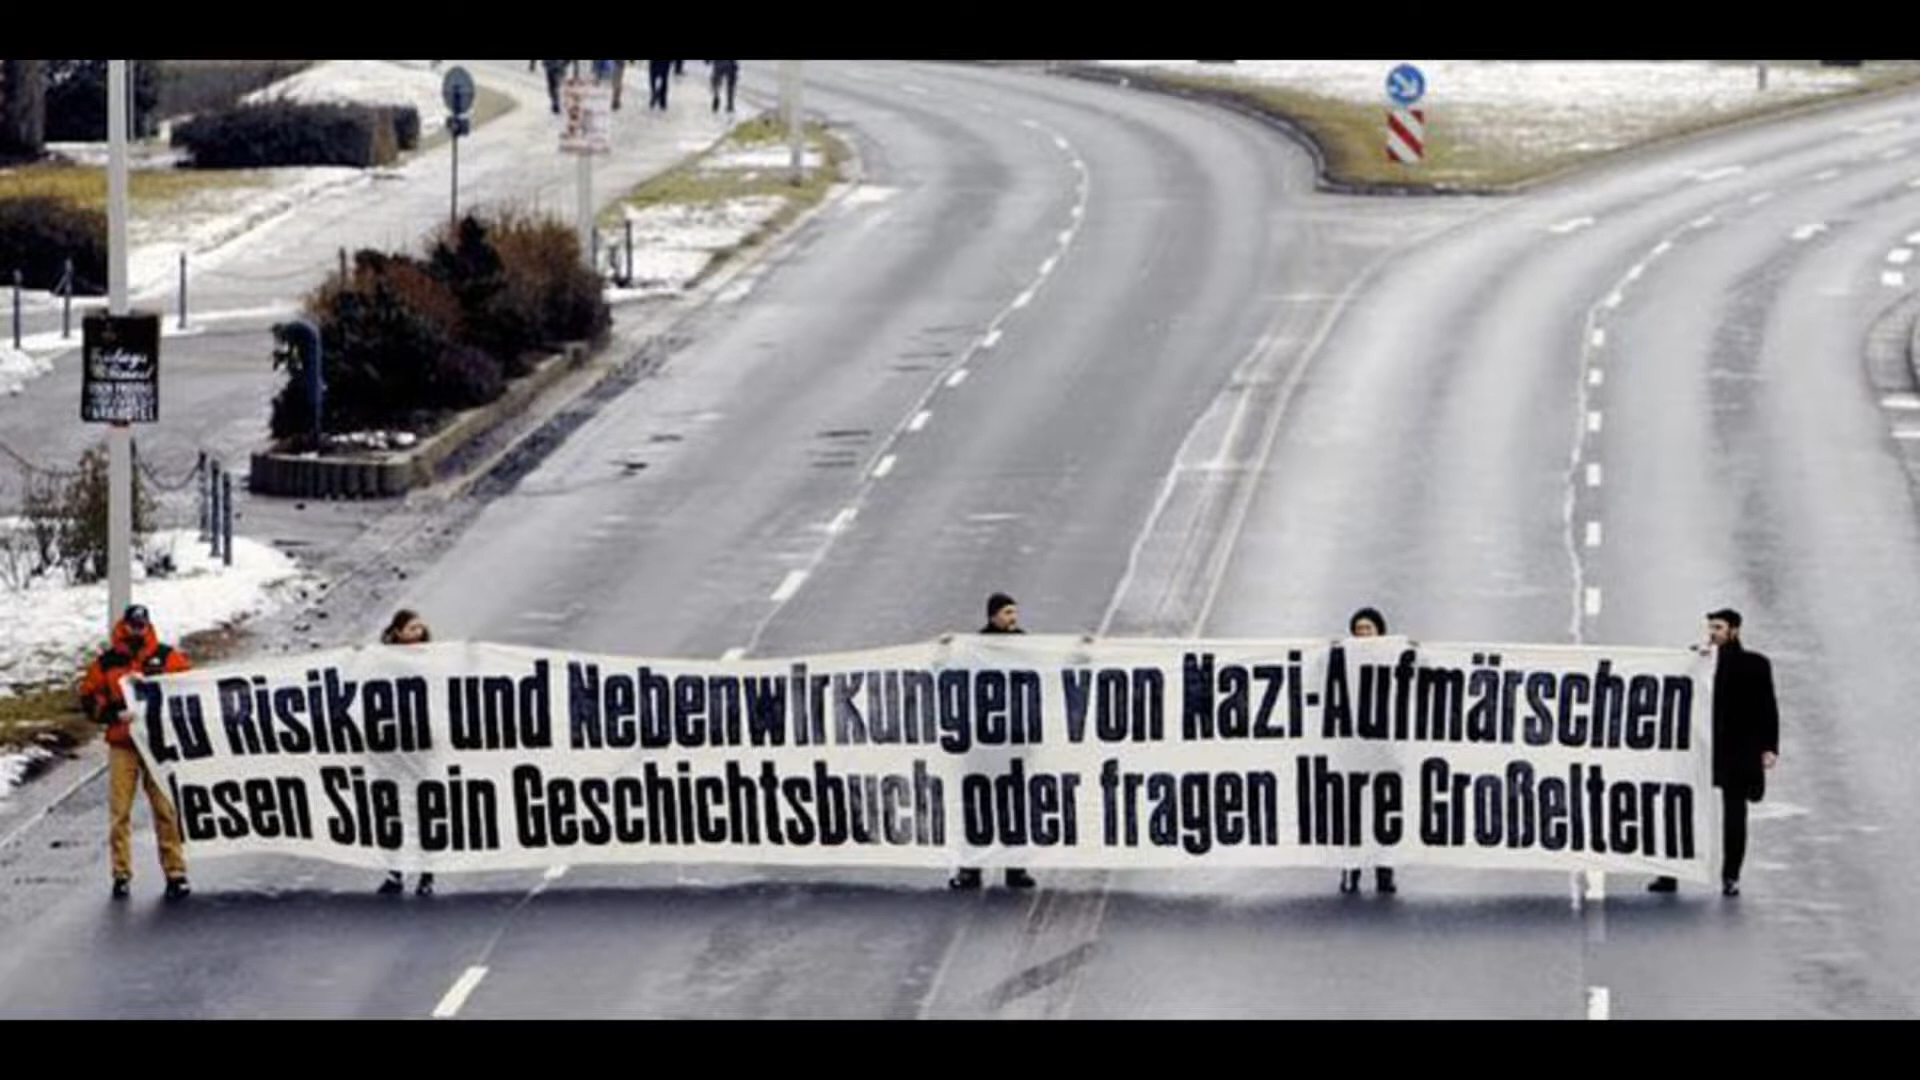 Zu Risiken und Nebenwirkungen von Nazi-Aufmärschen
lesen Sie ein Geschichtsbuch oder fragen Ihre Großeltern